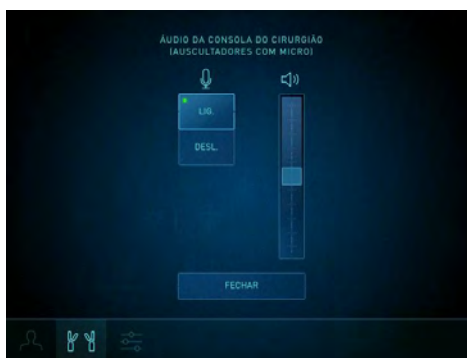 ÁUDIO DA CONSOLA DO CIRURGIÃO
(AUSCULTADORES COM MICRO)
LIG.
DESL.
FECHAR